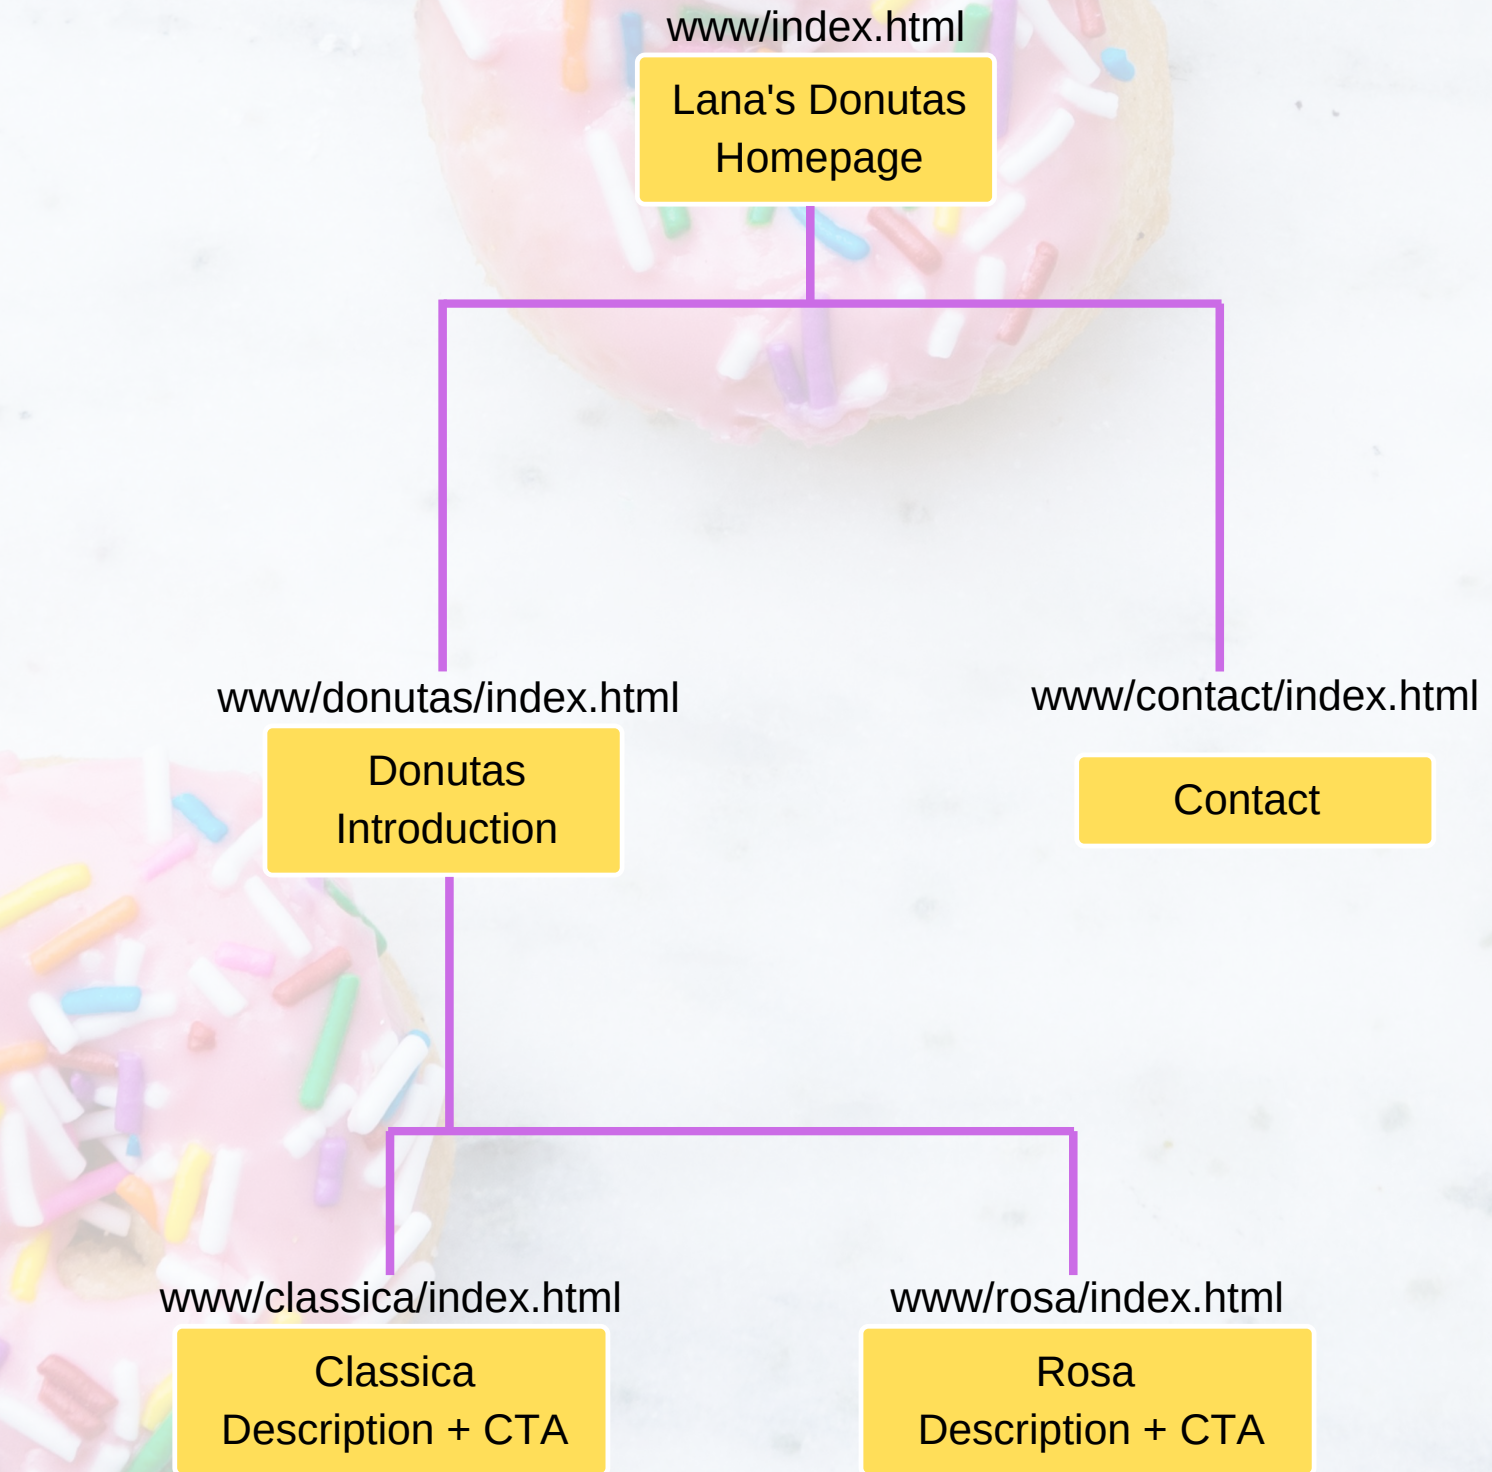 www/index.html
Lana's Donutas
Homepage
www/donutas/index.html
Donutas
Introduction
www/contact/index.html
Contact
www/classica/index.html
Classica
Description + CTA
www/rosa/index.html
Rosa
Description + CTA